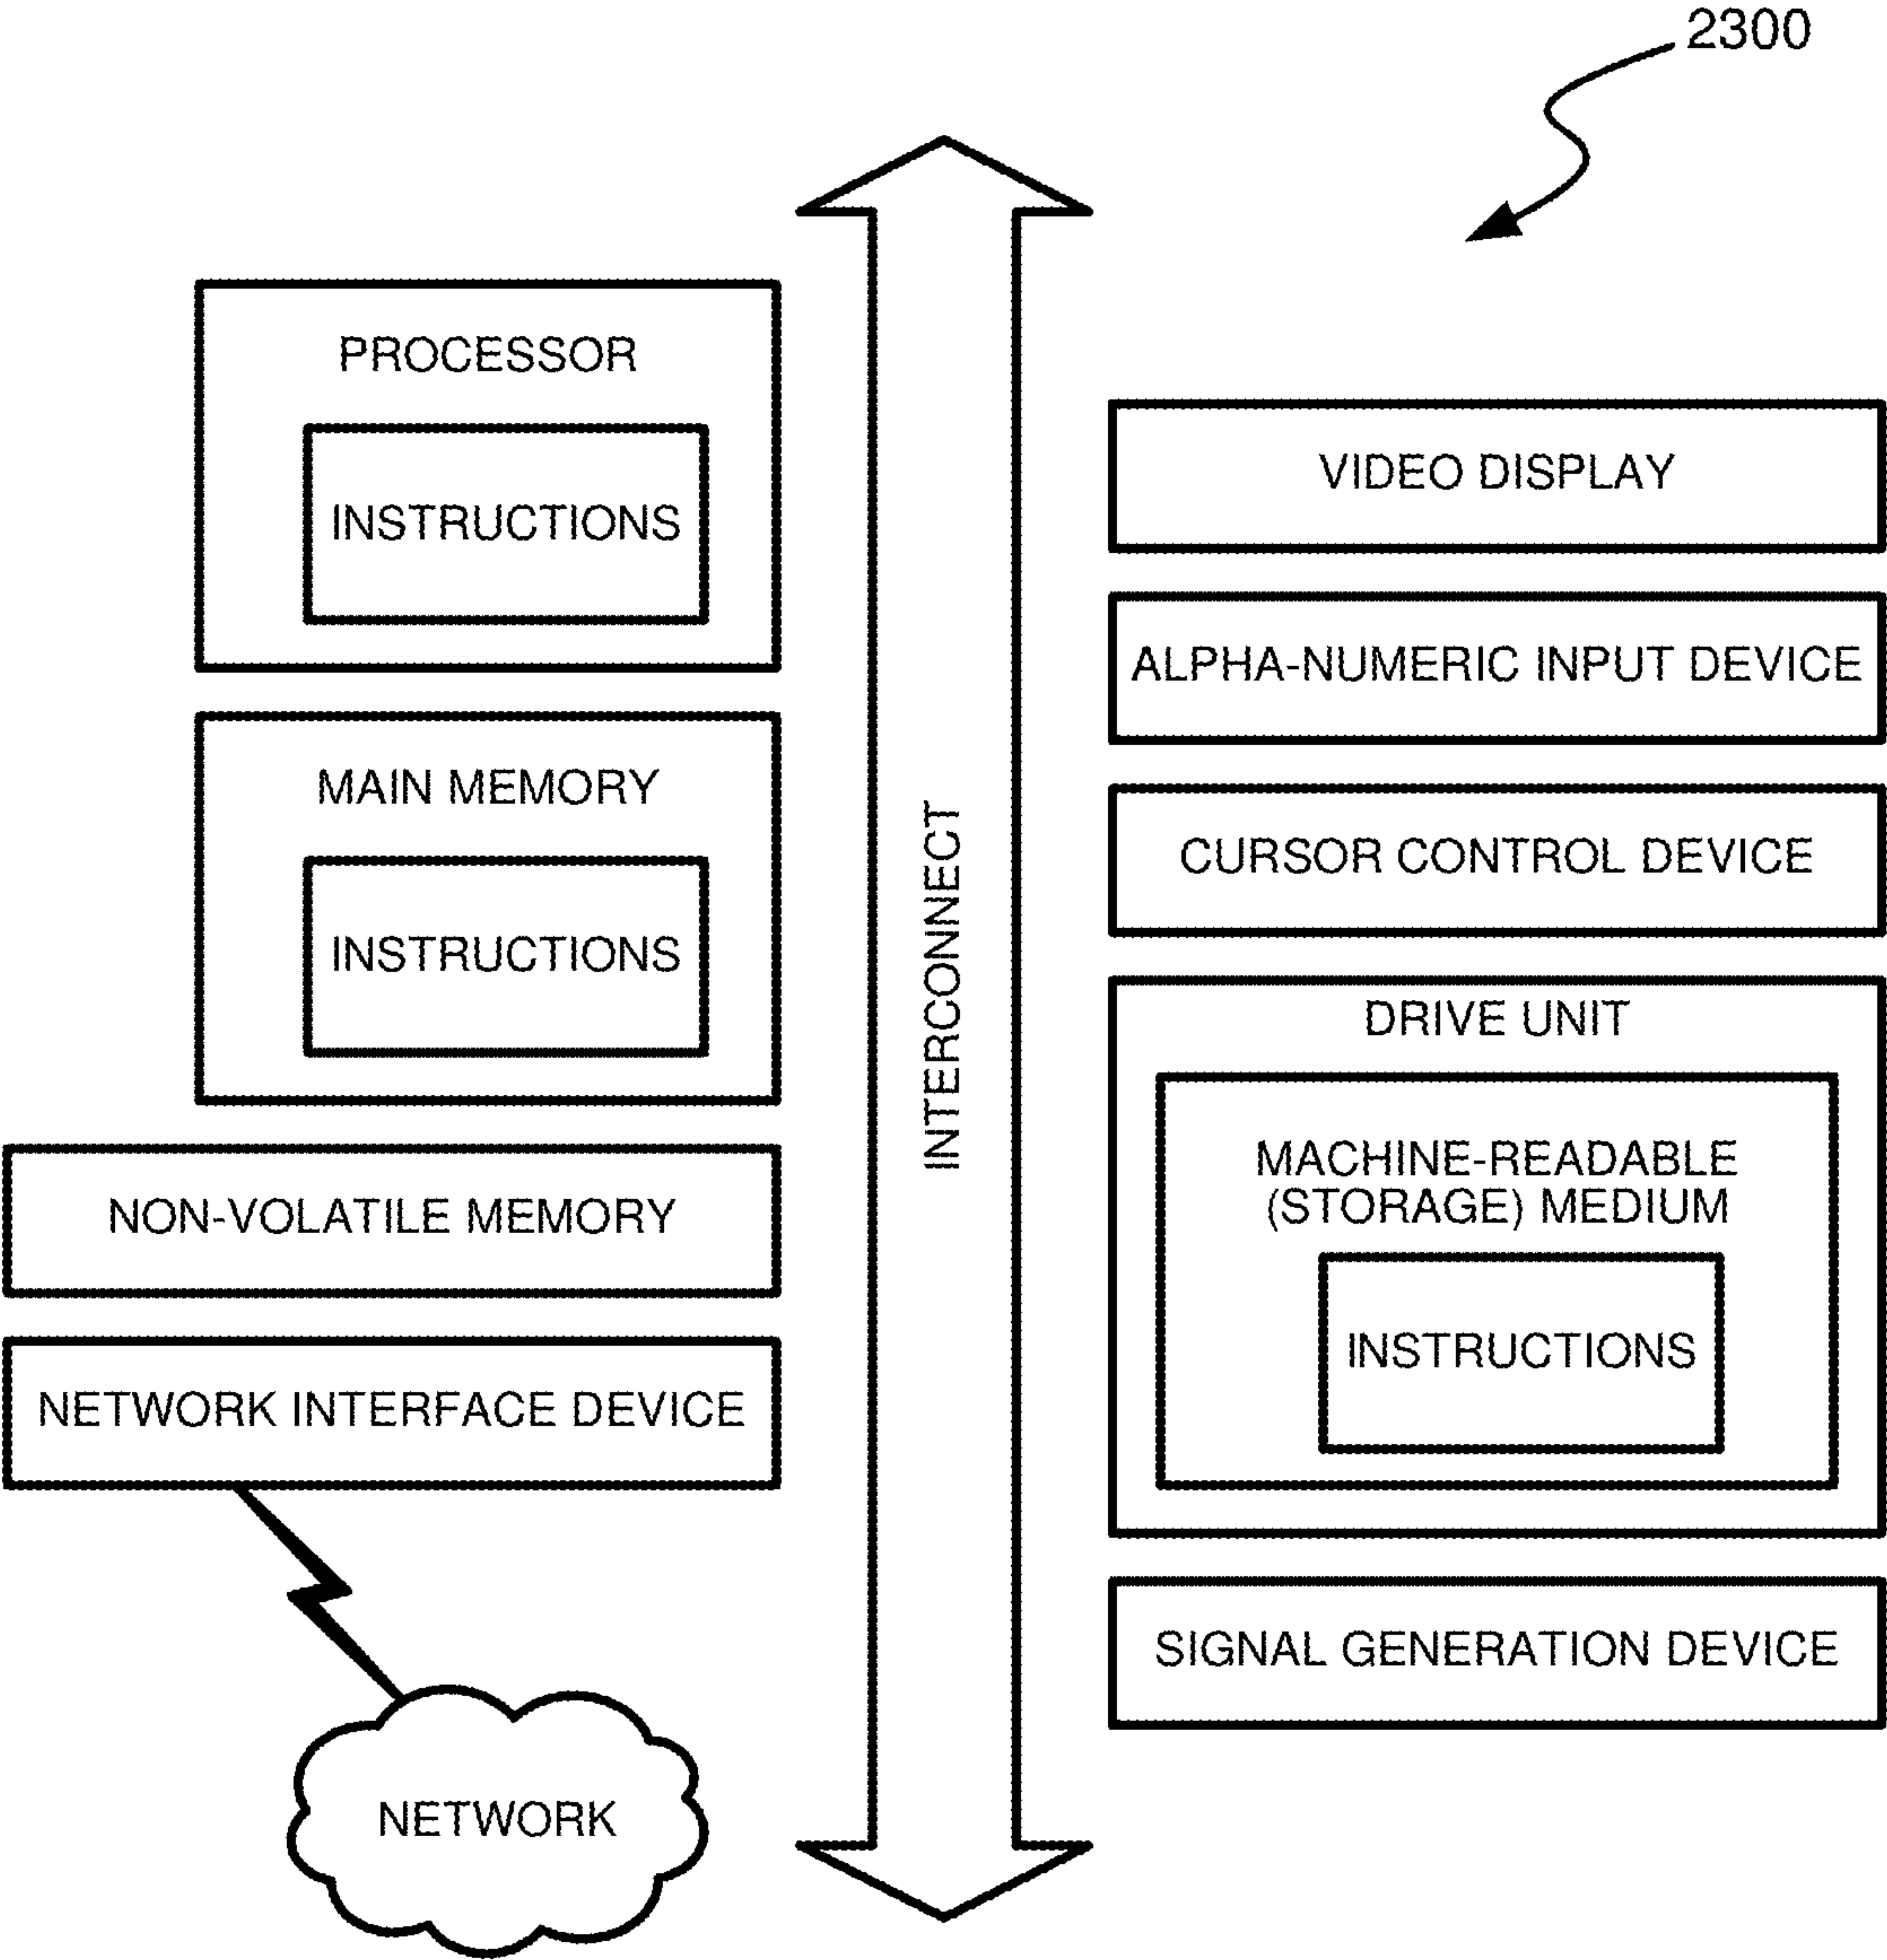 2300
PROCESSOR
INSTRUCTIONS
MAIN MEMORY
INSTRUCTIONS
NON-VOLATILE MEMORY
NETWORK INTERFACE DEVICE
NETWORK
INTERCONNECT
VIDEO DISPLAY
ALPHA-NUMERIC INPUT DEVICE
CURSOR CONTROL DEVICE
DRIVE UNIT
MACHINE-READABLE
(STORAGE) MEDIUM
INSTRUCTIONS
SIGNAL GENERATION DEVICE